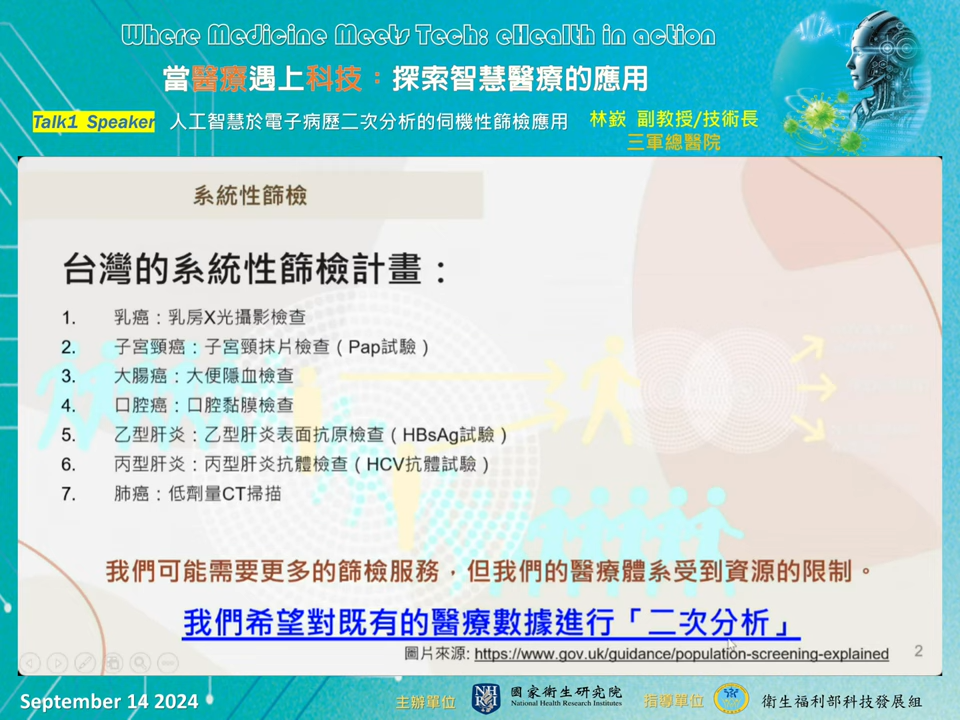 Where Medicine Meets Tech: eHealth in action
當醫療遇上科技：探索智慧醫療的應用
Talk1 Speaker 人工智慧於電子病歷二次分析的伺機性篩檢應用 林嶔 副教授/技術長
三軍總醫院
系統性篩檢
台灣的系統性篩檢計畫：
1. 乳癌：乳房X光攝影檢查
2. 子宮頸癌：子宮頸抹片檢查（Pap試驗）
3. 大腸癌：大便隱血檢查
4. 口腔癌：口腔黏膜檢查
5. 乙型肝炎：乙型肝炎表面抗原檢查（HBsAg試驗）
6. 丙型肝炎：丙型肝炎抗體檢查（HCV抗體試驗）
7. 肺癌：低劑量CT掃描
我們可能需要更多的篩檢服務，但我們的醫療體系受到資源的限制。
我們希望對既有的醫療數據進行「二次分析」
圖片來源: https://www.gov.uk/guidance/population-screening-explained
2
September 14 2024 主辦單位 NHRI 國家衛生研究院 指導單位 衛生福利部科技發展組
National Health Research Institutes